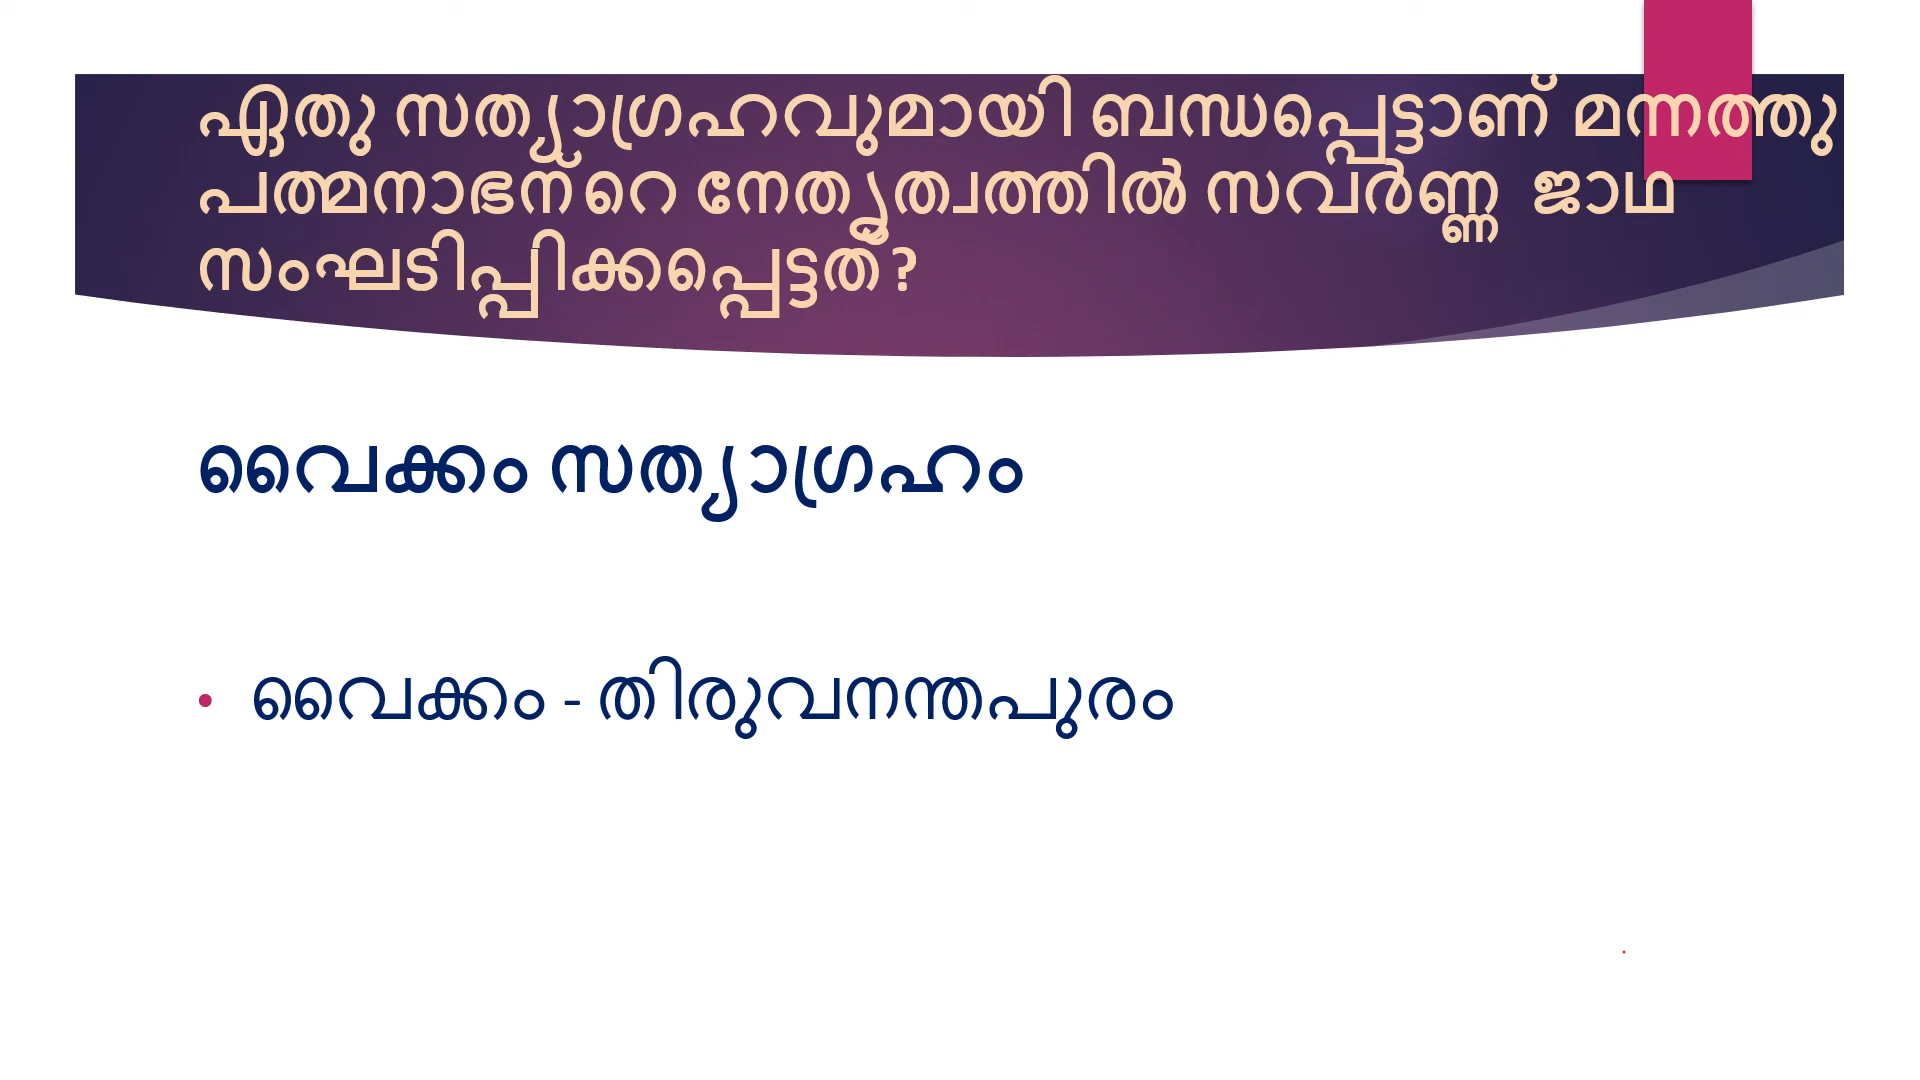 ഏതു സത്യാഗ്രഹവുമായി ബന്ധപ്പെട്ടാണ് മന്നത്തു
പത്മനാഭന്റെ നേതൃത്വത്തിൽ സവർണ്ണ ജാഥ
സംഘടിപ്പിക്കപ്പെട്ടത്?
വൈക്കം സത്യാഗ്രഹം
• വൈക്കം - തിരുവനന്തപുരം